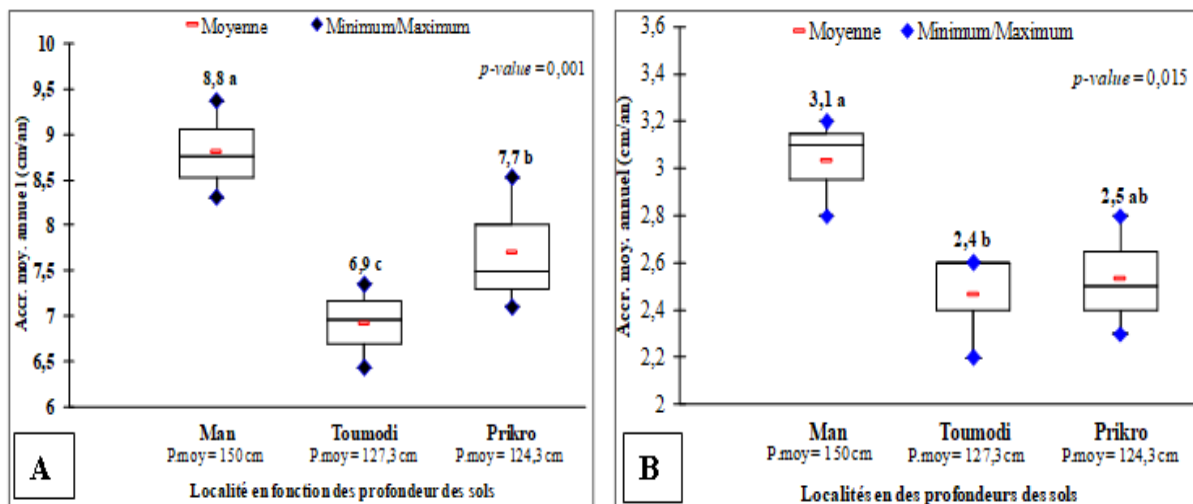 Moyenne Minimum/Maximum
p-value = 0,001
Accr. moy. annuel (cm/an)
10
9,5
9
8,5
8
7,5
7
6,5
6
8,8 a
6,9 c
7,7 b
Man Toumodi Prikro
P.moy = 150 cm P.moy = 127,3 cm P.moy = 124,3 cm
A
Localité en fonction des profondeur des sols
Moyenne Minimum/Maximum
p-value = 0,015
Accr. moy. annuel (cm/an)
3,6
3,4
3,2
3
2,8
2,6
2,4
2,2
2
3,1 a
2,4 b
2,5 ab
Man Toumodi Prikro
P.moy = 150 cm P.moy = 127,3 cm P.moy = 124,3 cm
B
Localités en des profondeurs des sols